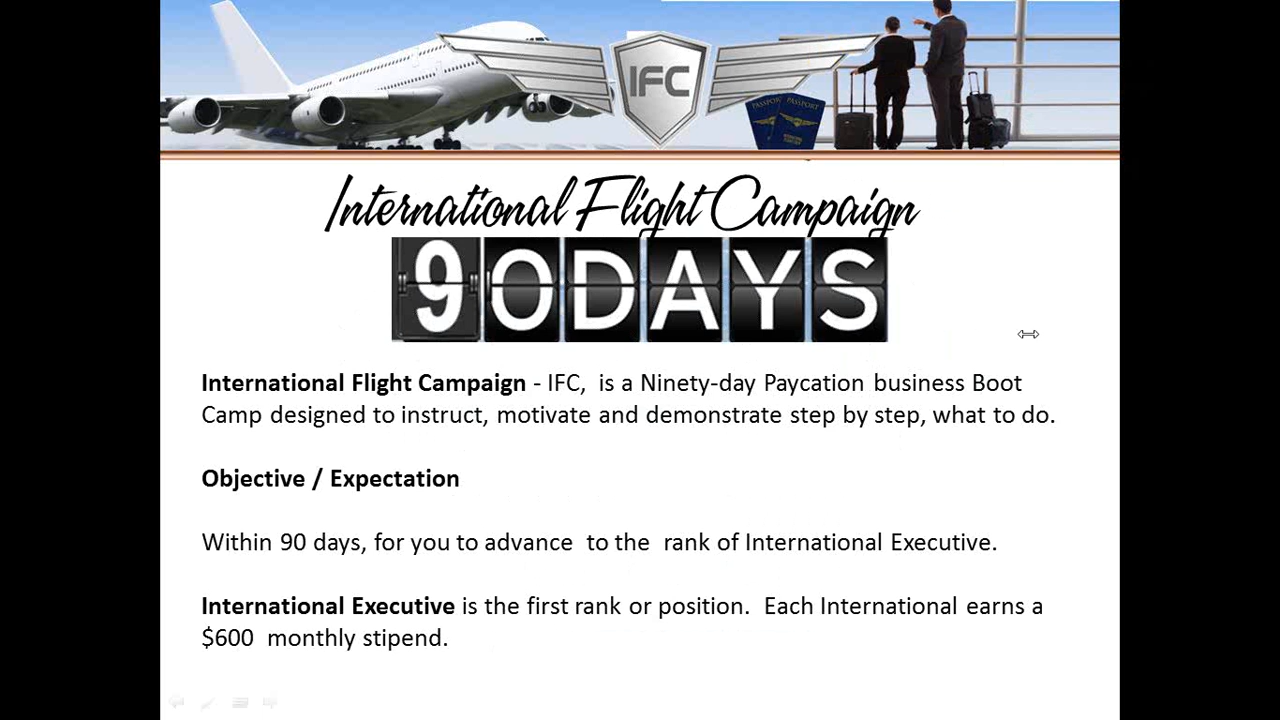 IFC
PASSPORT PASSPORT
International Flight Campaign
90DAYS
International Flight Campaign - IFC,  is a Ninety-day Paycation business Boot
Camp designed to instruct, motivate and demonstrate step by step, what to do.
Objective / Expectation
Within 90 days, for you to advance  to the  rank of International Executive.
International Executive is the first rank or position.  Each International earns a
$600  monthly stipend.